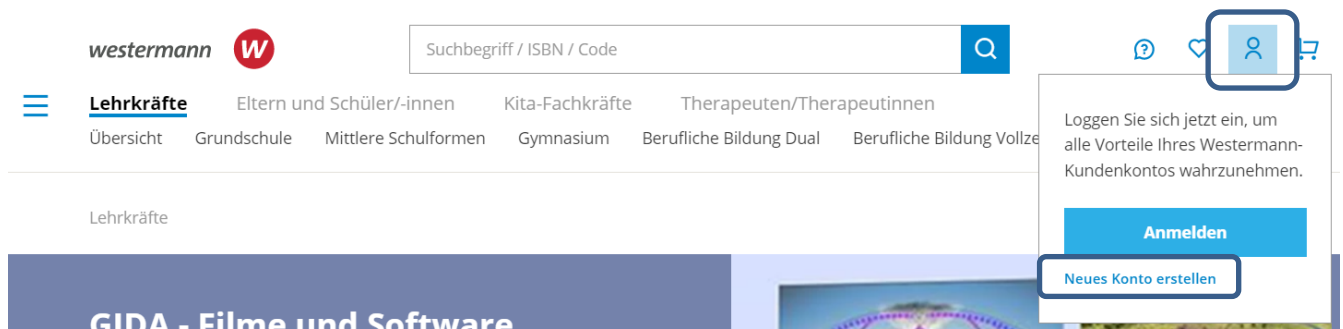 westermann W
Suchbegriff / ISBN / Code
Lehrkräfte Eltern und Schüler/-innen Kita-Fachkräfte Therapeuten/Therapeutinnen
Übersicht Grundschule Mittlere Schulformen Gymnasium Berufliche Bildung Dual Berufliche Bildung
Loggen Sie sich jetzt ein, um
alle Vorteile Ihres Westermann-
Kundenkontos wahrzunehmen.
Anmelden
Neues Konto erstellen
Lehrkräfte
GIDA - Filme und Software